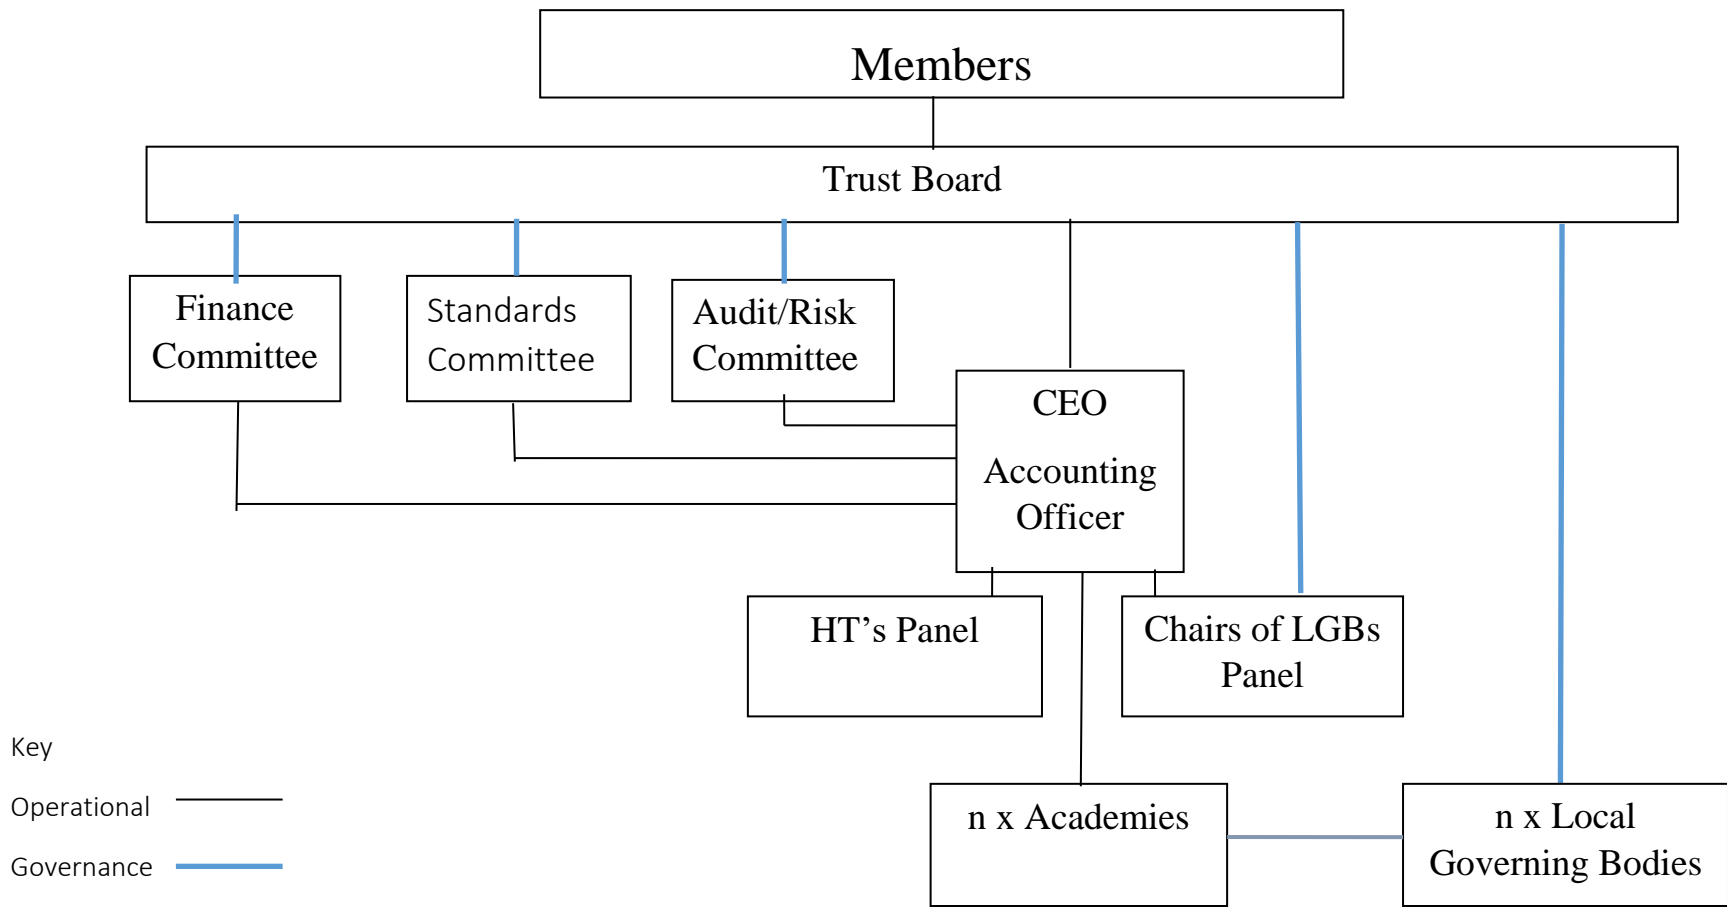 Members
Trust Board
Finance
Committee
Standards
Committee
Audit/Risk
Committee
CEO
Accounting
Officer
HT’s Panel
Chairs of LGBs
Panel
Key
Operational
Governance
n x Academies
n x Local
Governing Bodies